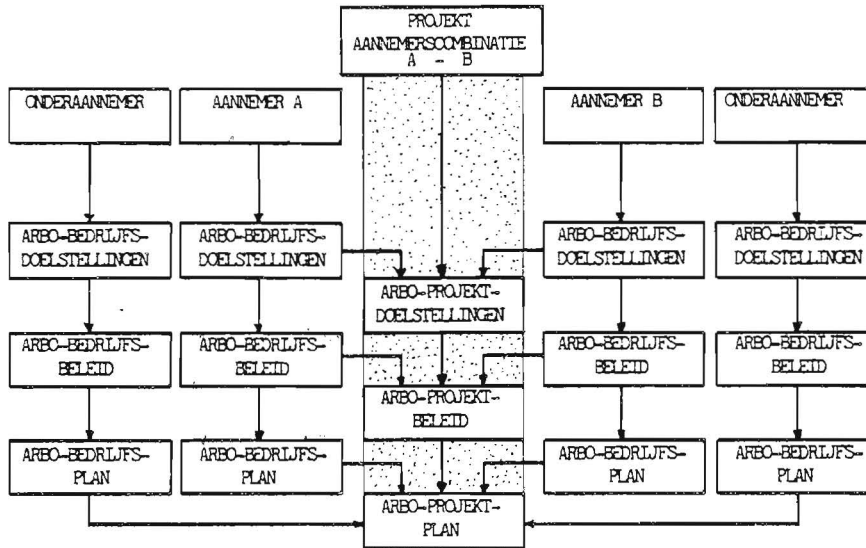 PROJEKT
AANNEMERSCOMBINATIE
A - B
ONDERAANNEMER
AANNEMER A
AANNEMER B
ONDERAANNEMER
ARBO-BEDRIJFS-
DOELSTELLINGEN
ARBO-BEDRIJFS-
DOELSTELLINGEN
ARBO-BEDRIJFS-
DOELSTELLINGEN
ARBO-BEDRIJFS-
DOELSTELLINGEN
ARBO-PROJEKT-
DOELSTELLINGEN
ARBO-BEDRIJFS-
BELEID
ARBO-BEDRIJFS-
BELEID
ARBO-BEDRIJFS-
BELEID
ARBO-BEDRIJFS-
BELEID
ARBO-PROJEKT-
BELEID
ARBO-BEDRIJFS-
PLAN
ARBO-BEDRIJFS-
PLAN
ARBO-BEDRIJFS-
PLAN
ARBO-BEDRIJFS-
PLAN
ARBO-PROJEKT-
PLAN